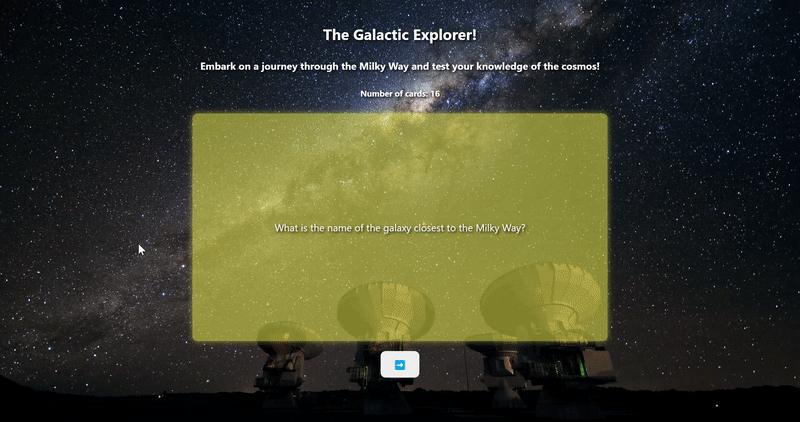 The Galactic Explorer!
Embark on a journey through the Milky Way and test your knowledge of the cosmos!
Number of cards: 16
What is the name of the galaxy closest to the Milky Way?